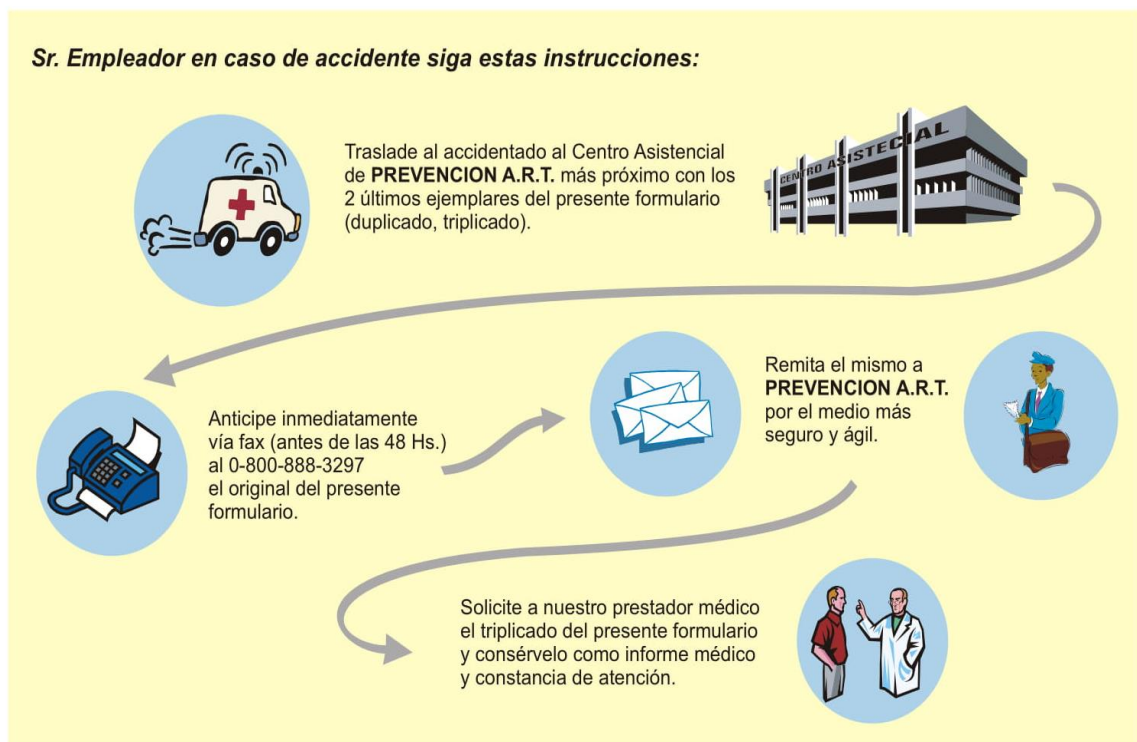 Sr. Empleador en caso de accidente siga estas instrucciones:
Traslade al accidentado al Centro Asistencial
de PREVENCION A.R.T. más próximo con los
2 últimos ejemplares del presente formulario
(duplicado, triplicado).
CENTRO ASISTECIAL
Anticipe inmediatamente
vía fax (antes de las 48 Hs.)
al 0-800-888-3297
el original del presente
formulario.
Remita el mismo a
PREVENCION A.R.T.
por el medio más
seguro y ágil.
Solicite a nuestro prestador médico
el triplicado del presente formulario
y consérvelo como informe médico
y constancia de atención.